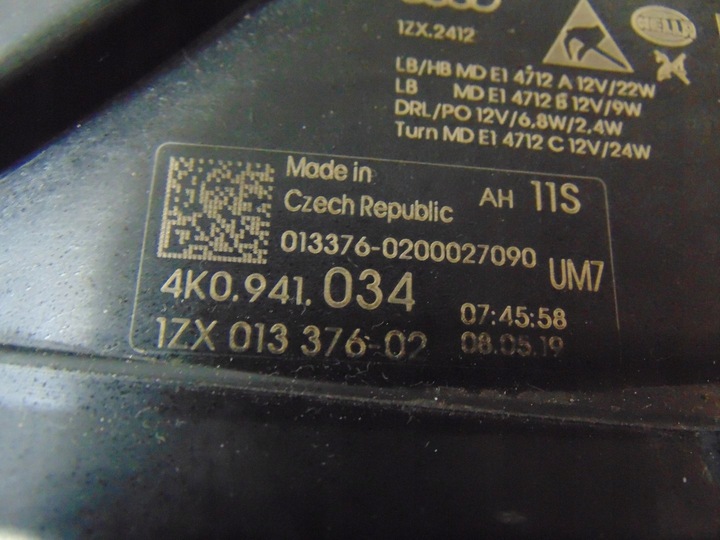 1ZX.2412
HELLA
LB/HB MD E1 4712 A 12V/22W
LB MD E1 4712 B 12V/9W
DRL/PO 12V/6,8W/2,4W
Turn MD E1 4712 C 12V/24W
Made in
Czech Republic AH 11S
013376-0200027090
UM7
4K0.941.034
07:45:58
1ZX 013 376-02 08.05.19